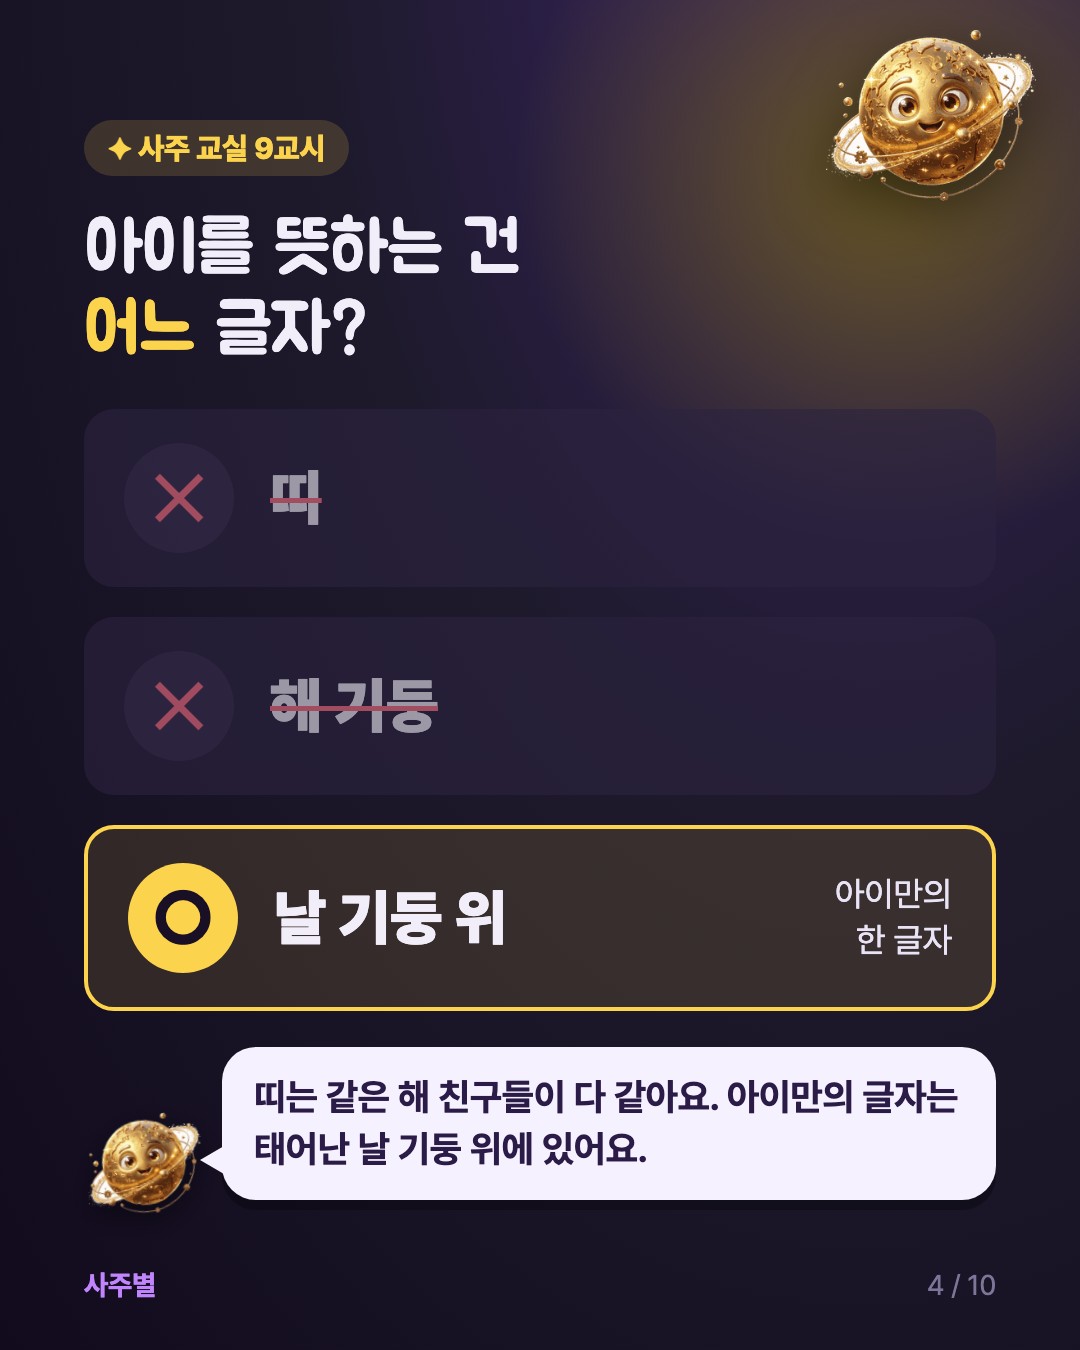 사주 교실 9교시
아이를 뜻하는 건
어느 글자?
띠
해 기둥
날 기둥 위
아이만의
한 글자
띠는 같은 해 친구들이 다 같아요. 아이만의 글자는
태어난 날 기둥 위에 있어요.
사주별
4 / 10